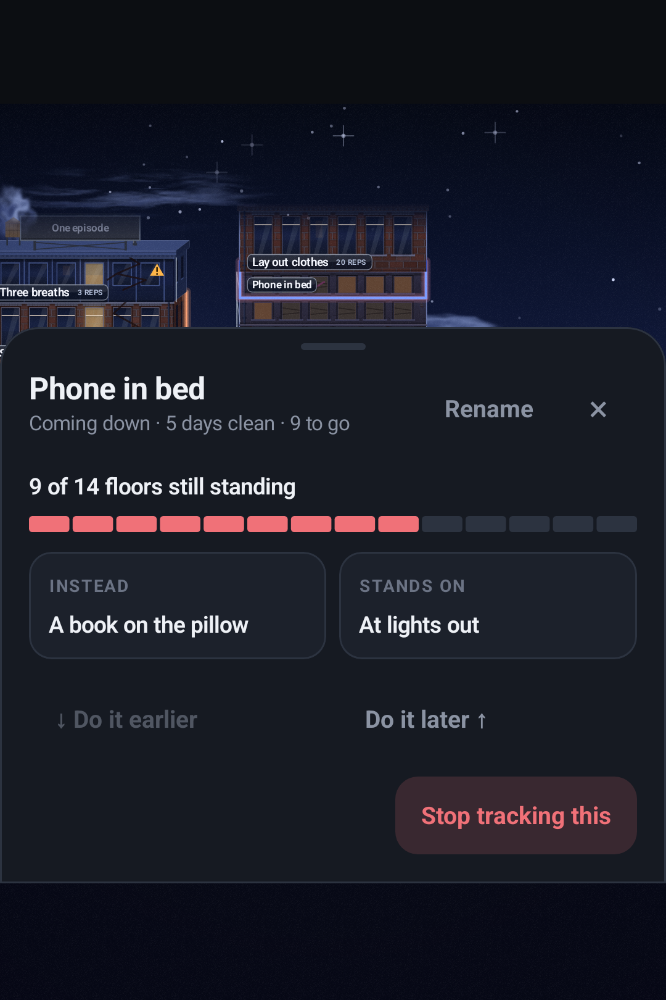 One episode
Lay out clothes 20 REPS
Phone in bed
Three breaths 3 REPS
Phone in bed
Coming down · 5 days clean · 9 to go
Rename ✕
9 of 14 floors still standing
INSTEAD
A book on the pillow
STANDS ON
At lights out
↓ Do it earlier
Do it later ↑
Stop tracking this